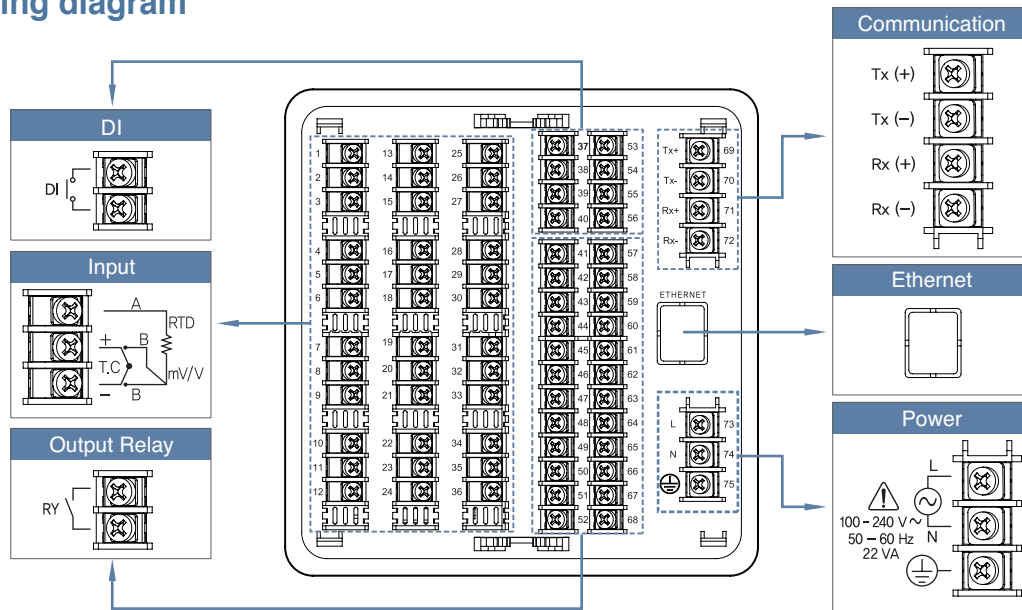 ing diagram
Communication
Tx (+)
Tx (−)
Rx (+)
Rx (−)
DI
DI
Input
A
RTD
+
B
T.C
mV/V
−
B
Output Relay
RY
1 13 25
2 14 26
3 15 27
4 16 28
5 17 29
6 18 30
7 19 31
8 20 32
9 21 33
10 22 34
11 23 35
12 24 36
37 53
38 54
39 55
40 56
41 57
42 58
43 59
44 60
45 61
46 62
47 63
48 64
49 65
50 66
51 67
52 68
Tx+ 69
Tx- 70
Rx+ 71
Rx- 72
ETHERNET
L 73
N 74
75
Ethernet
Power
L
100 - 240 V~
N
50 - 60 Hz
22 VA